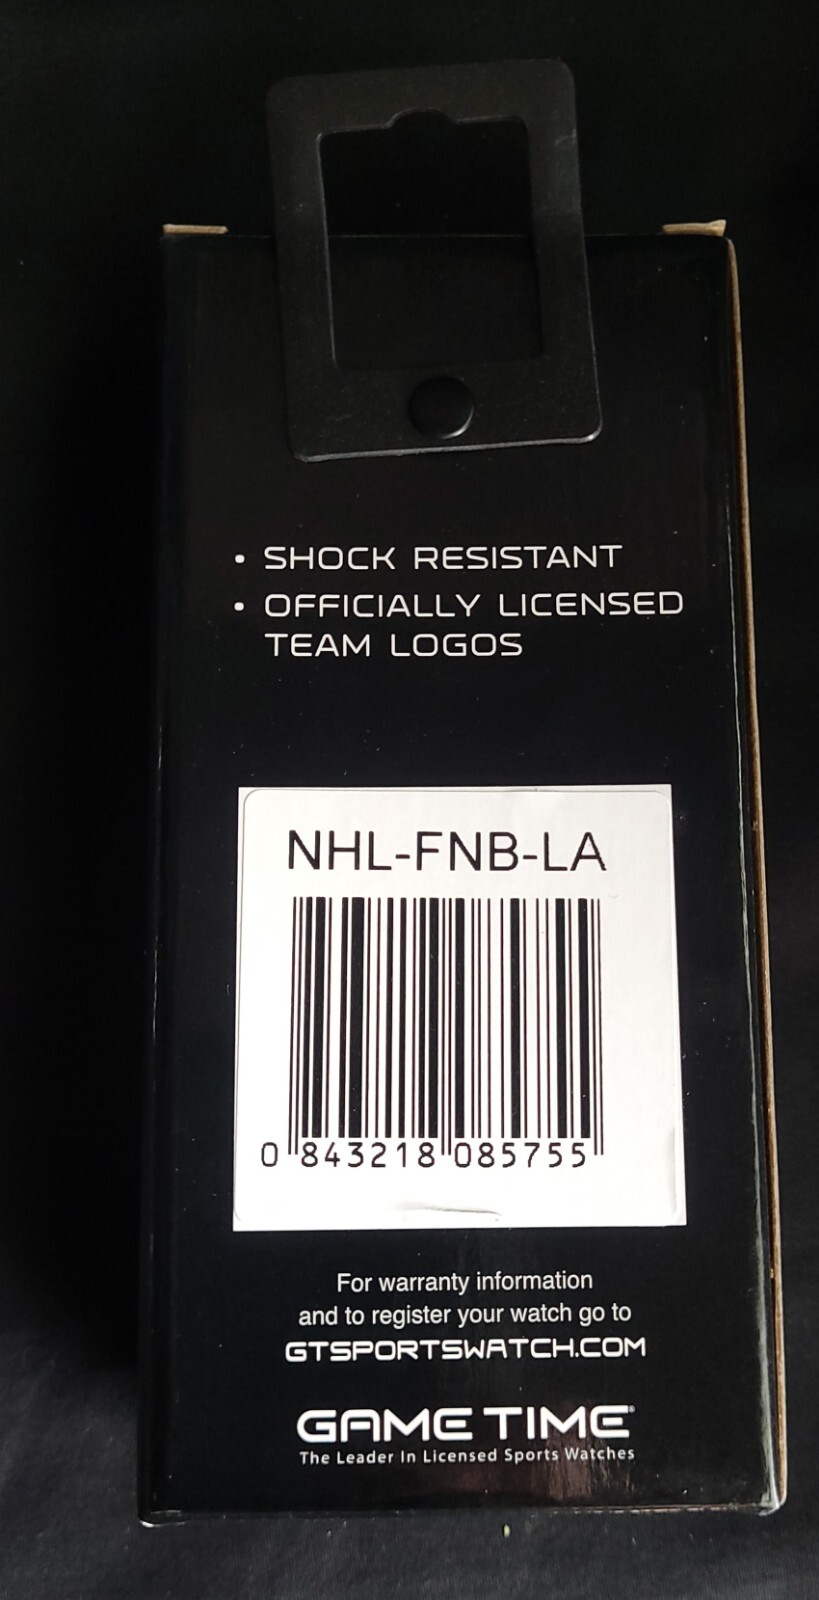 • SHOCK RESISTANT
• OFFICIALLY LICENSED
TEAM LOGOS
NHL-FNB-LA
0 843218 085755
For warranty information
and to register your watch go to
GTSPORTSWATCH.COM
GAME TIME®
The Leader In Licensed Sports Watches